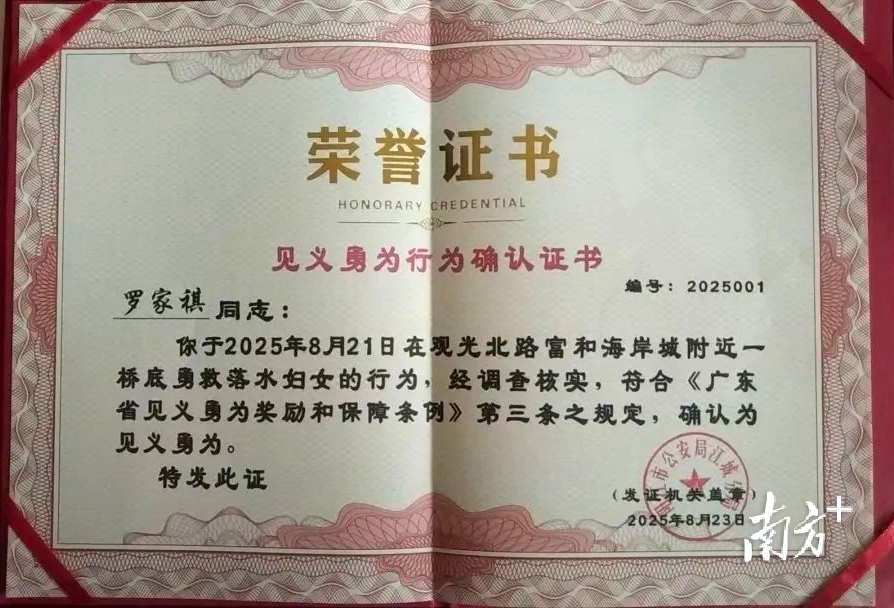 荣誉证书
HONORARY CREDENTIAL
见义勇为行为确认证书
编号：2025001
罗家祺同志：
你于2025年8月21日在观光北路富和海岸城附近一
桥底勇救落水妇女的行为，经调查核实，符合《广东
省见义勇为奖励和保障条例》第三条之规定，确认为
见义勇为。
特发此证
市公安局江城
（发证机关盖章）
2025年8月23日
南方+